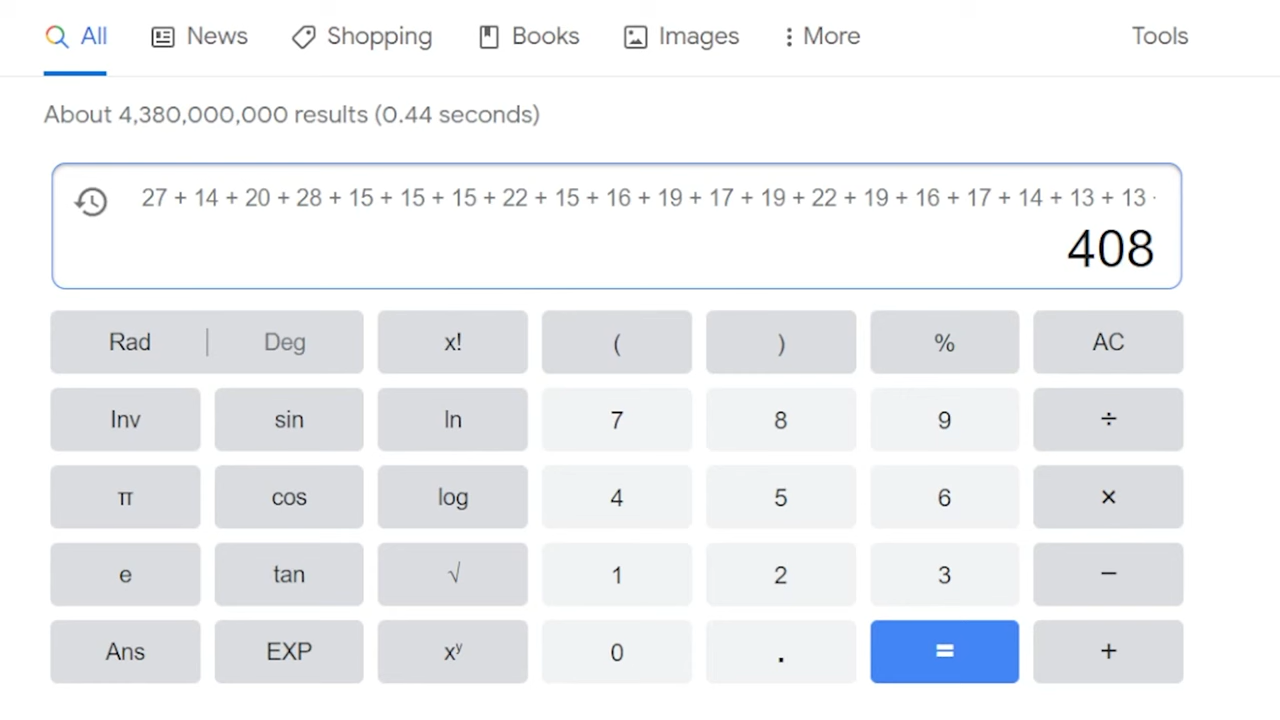 All News Shopping Books Images More Tools
About 4,380,000,000 results (0.44 seconds)
27 + 14 + 20 + 28 + 15 + 15 + 15 + 22 + 15 + 16 + 19 + 17 + 19 + 22 + 19 + 16 + 17 + 14 + 13 + 13
408
Rad | Deg x! ( ) % AC
Inv sin ln 7 8 9 ÷
π cos log 4 5 6 ×
e tan √ 1 2 3 −
Ans EXP xʸ 0 . = +